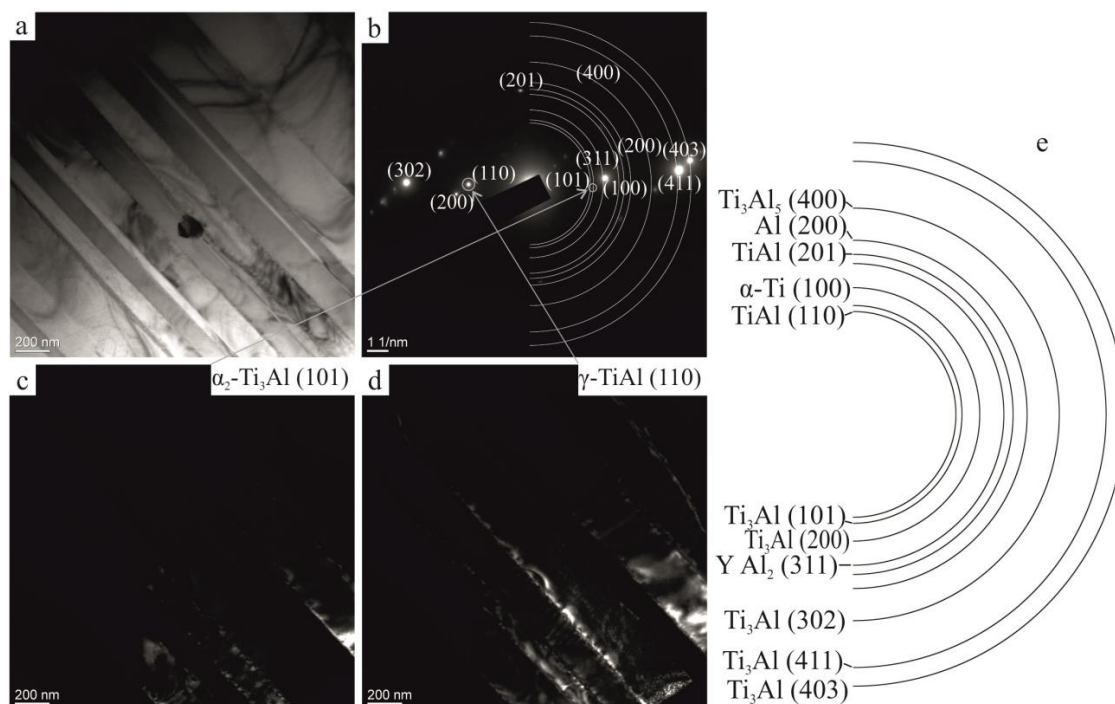 a
200 nm
b
(400)
(201)
(200)
(403)
(311)
(302)
(110)
(101)
(100)
(411)
(200)
1 1/nm
c
α₂-Ti₃Al (101)
200 nm
d
γ-TiAl (110)
200 nm
e
Ti₃Al₅ (400)
Al (200)
TiAl (201)
α-Ti (100)
TiAl (110)
Ti₃Al (101)
Ti₃Al (200)
Y Al₂ (311)
Ti₃Al (302)
Ti₃Al (411)
Ti₃Al (403)